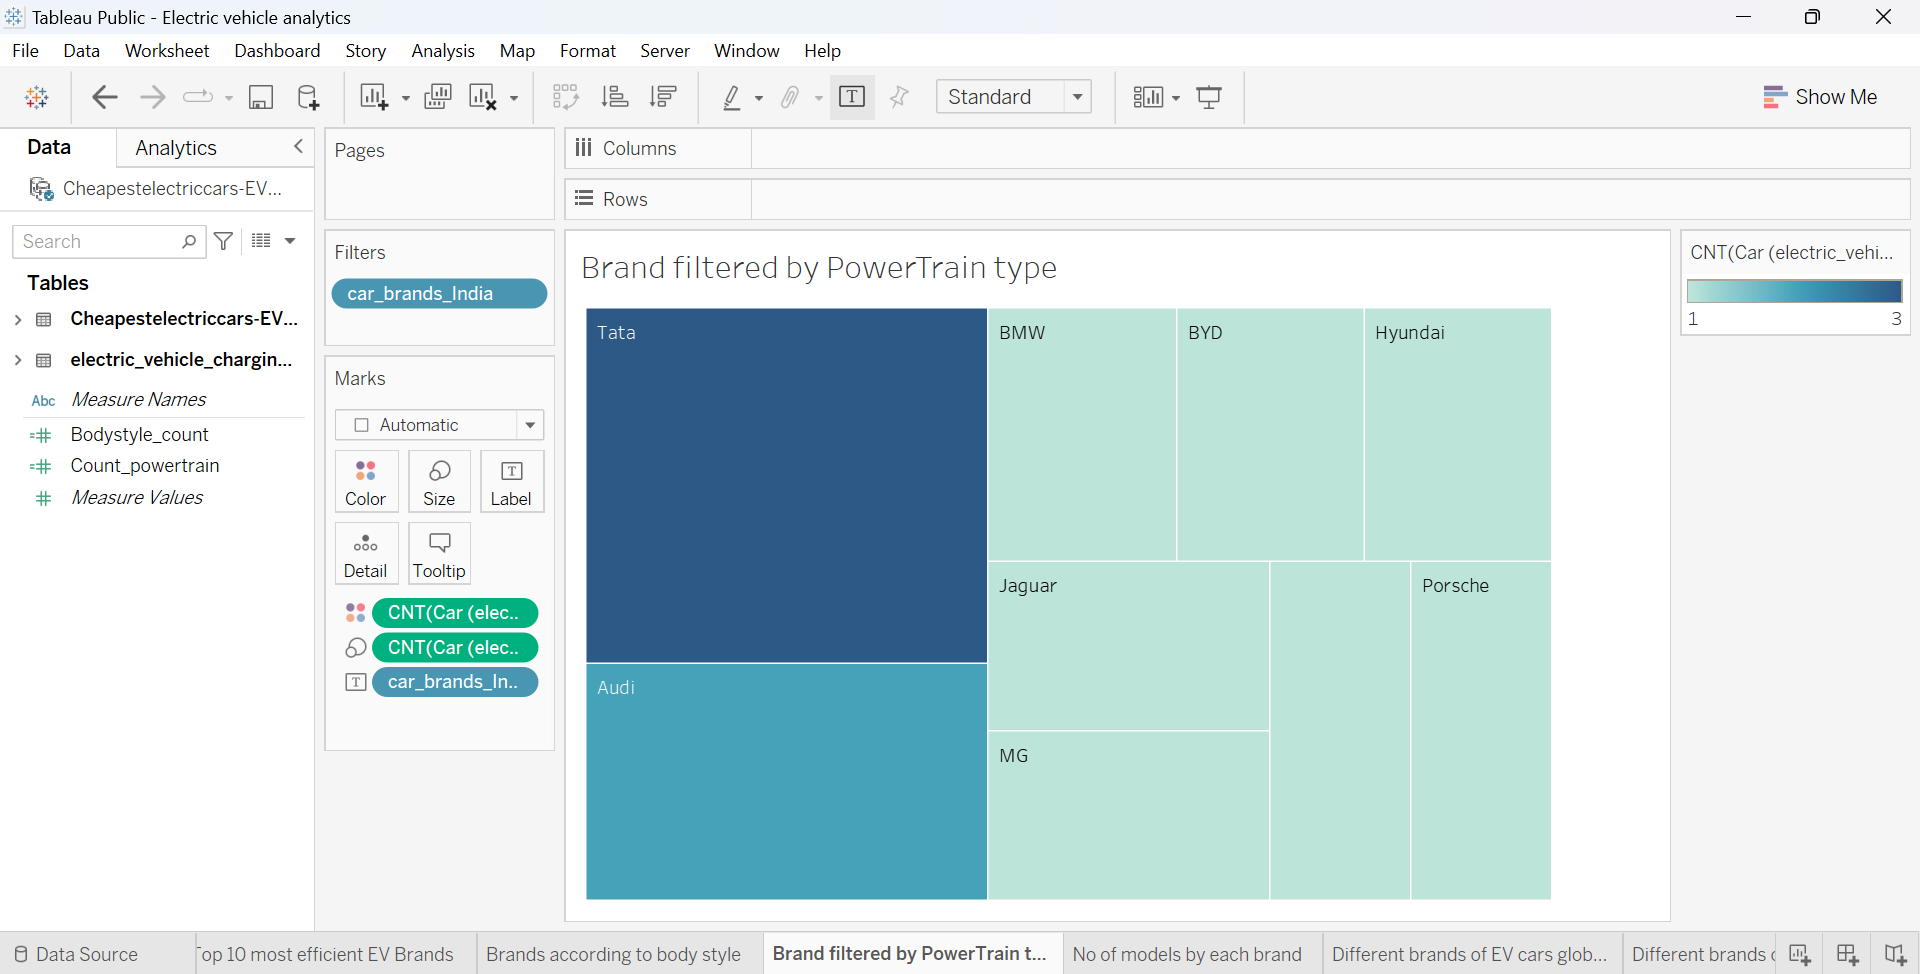 Tableau Public - Electric vehicle analytics
File Data Worksheet Dashboard Story Analysis Map Format Server Window Help
Standard
Show Me
Data
Analytics
Cheapestelectriccars-EV...
Search
Tables
Cheapestelectriccars-EV...
electric_vehicle_chargin...
Abc Measure Names
Bodystyle_count
Count_powertrain
Measure Values
Pages
Filters
car_brands_India
Marks
Automatic
Color Size Label
Detail Tooltip
CNT(Car (elec..
CNT(Car (elec..
car_brands_In..
Columns
Rows
Brand filtered by PowerTrain type
Tata
BMW
BYD
Hyundai
Jaguar
Porsche
Audi
MG
CNT(Car (electric_vehi...
1 3
Data Source
op 10 most efficient EV Brands
Brands according to body style
Brand filtered by PowerTrain t...
No of models by each brand
Different brands of EV cars glob...
Different brands